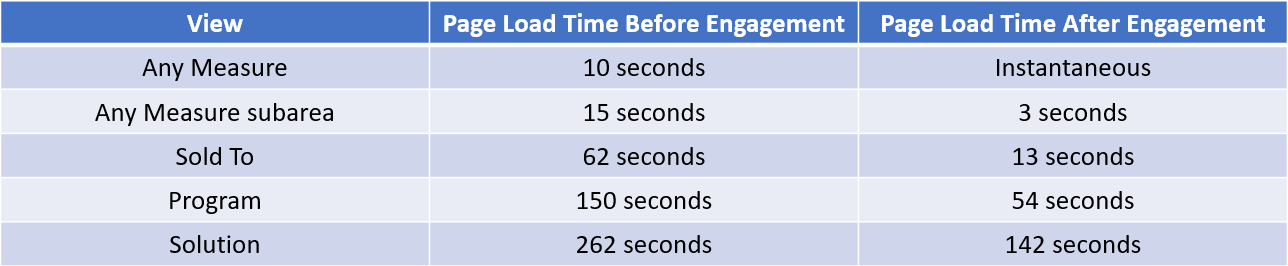 View Page Load Time Before Engagement Page Load Time After Engagement
Any Measure 10 seconds Instantaneous
Any Measure subarea 15 seconds 3 seconds
Sold To 62 seconds 13 seconds
Program 150 seconds 54 seconds
Solution 262 seconds 142 seconds